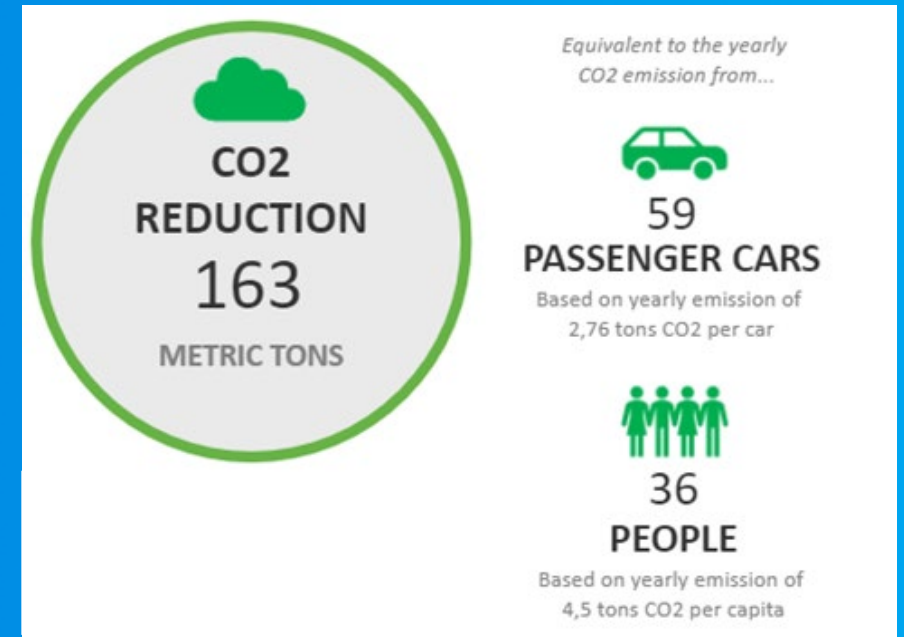 CO2
REDUCTION
163
METRIC TONS
Equivalent to the yearly
CO2 emission from...
59
PASSENGER CARS
Based on yearly emission of
2,76 tons CO2 per car
36
PEOPLE
Based on yearly emission of
4,5 tons CO2 per capita